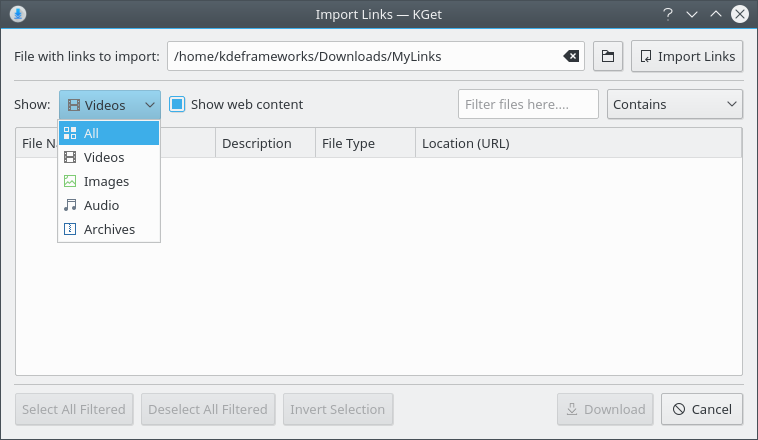 Import Links — KGet
File with links to import: /home/kdeframeworks/Downloads/MyLinks Import Links
Show: Videos Show web content Filter files here.... Contains
File N Description File Type Location (URL)
All
Videos
Images
Audio
Archives
Select All Filtered Deselect All Filtered Invert Selection Download Cancel